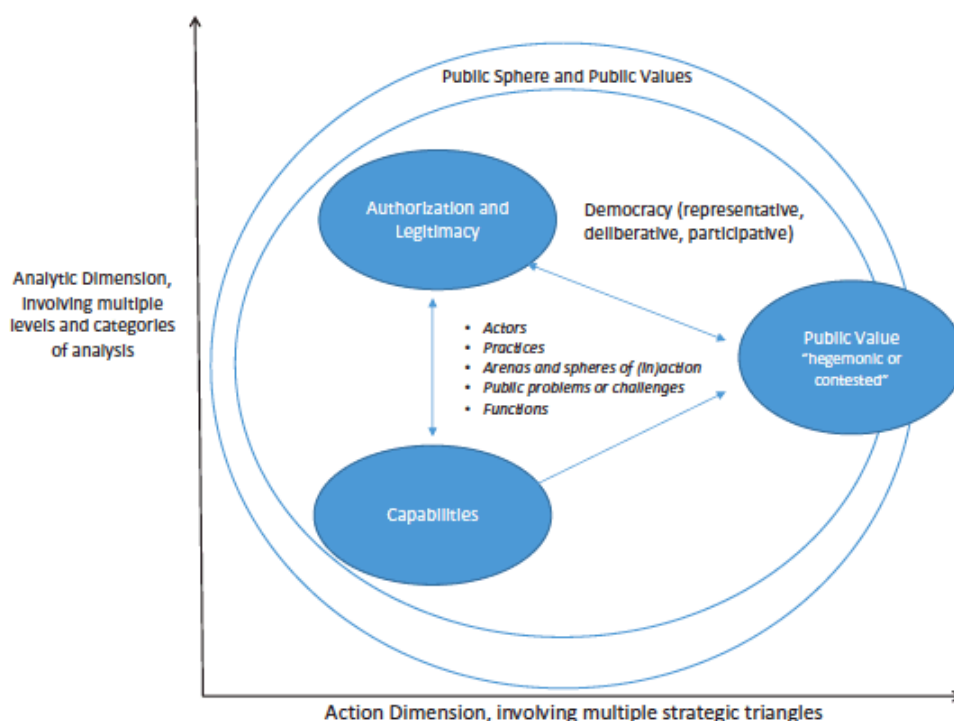 Public Sphere and Public Values
Authorization and
Legitimacy
Democracy (representative,
deliberative, participative)
Analytic Dimension,
involving multiple
levels and categories
of analysis
• Actors
• Practices
• Arenas and spheres of (in)action
• Public problems or challenges
• Functions
Public Value
“hegemonic or
contested”
Capabilities
Action Dimension, involving multiple strategic triangles